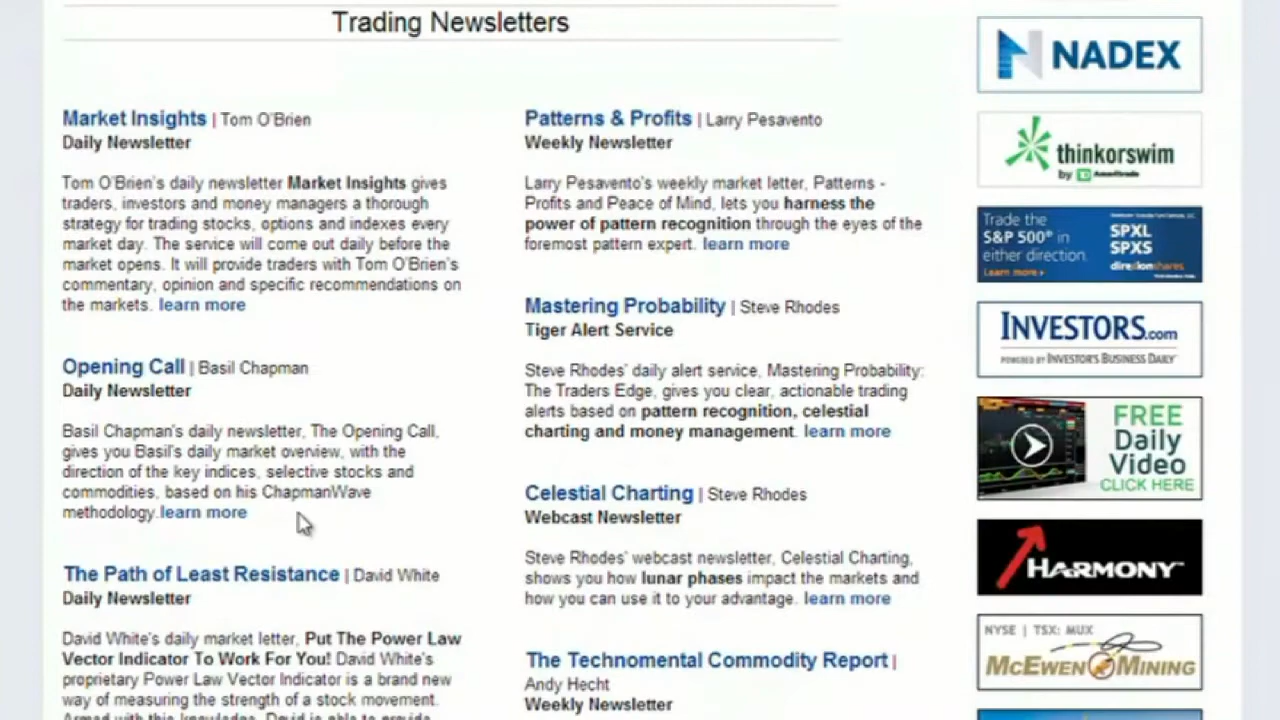 Trading Newsletters
Market Insights | Tom O'Brien
Daily Newsletter
Tom O'Brien's daily newsletter Market Insights gives
traders, investors and money managers a thorough
strategy for trading stocks, options and indexes every
market day. The service will come out daily before the
market opens. It will provide traders with Tom O'Brien's
commentary, opinion and specific recommendations on
the markets. learn more
Opening Call | Basil Chapman
Daily Newsletter
Basil Chapman's daily newsletter, The Opening Call,
gives you Basil's daily market overview, with the
direction of the key indices, selective stocks and
commodities, based on his ChapmanWave
methodology.learn more
The Path of Least Resistance | David White
Daily Newsletter
David White's daily market letter, Put The Power Law
Vector Indicator To Work For You! David White's
proprietary Power Law Vector Indicator is a brand new
way of measuring the strength of a stock movement.
Armed with this knowledge, David is able to provide
Patterns & Profits | Larry Pesavento
Weekly Newsletter
Larry Pesavento's weekly market letter, Patterns -
Profits and Peace of Mind, lets you harness the
power of pattern recognition through the eyes of the
foremost pattern expert. learn more
Mastering Probability | Steve Rhodes
Tiger Alert Service
Steve Rhodes' daily alert service, Mastering Probability:
The Traders Edge, gives you clear, actionable trading
alerts based on pattern recognition, celestial
charting and money management. learn more
Celestial Charting | Steve Rhodes
Webcast Newsletter
Steve Rhodes' webcast newsletter, Celestial Charting,
shows you how lunar phases impact the markets and
how you can use it to your advantage. learn more
The Technomental Commodity Report |
Andy Hecht
Weekly Newsletter
NADEX
thinkorswim
by TD Ameritrade
Trade the
S&P 500® in
either direction.
Learn more
SPXL
SPXS
direxionshares
INVESTORS.com
POWERED BY INVESTOR'S BUSINESS DAILY
FREE
Daily
Video
CLICK HERE
HARMONY™
NYSE | TSX: MUX
MCEWEN MINING